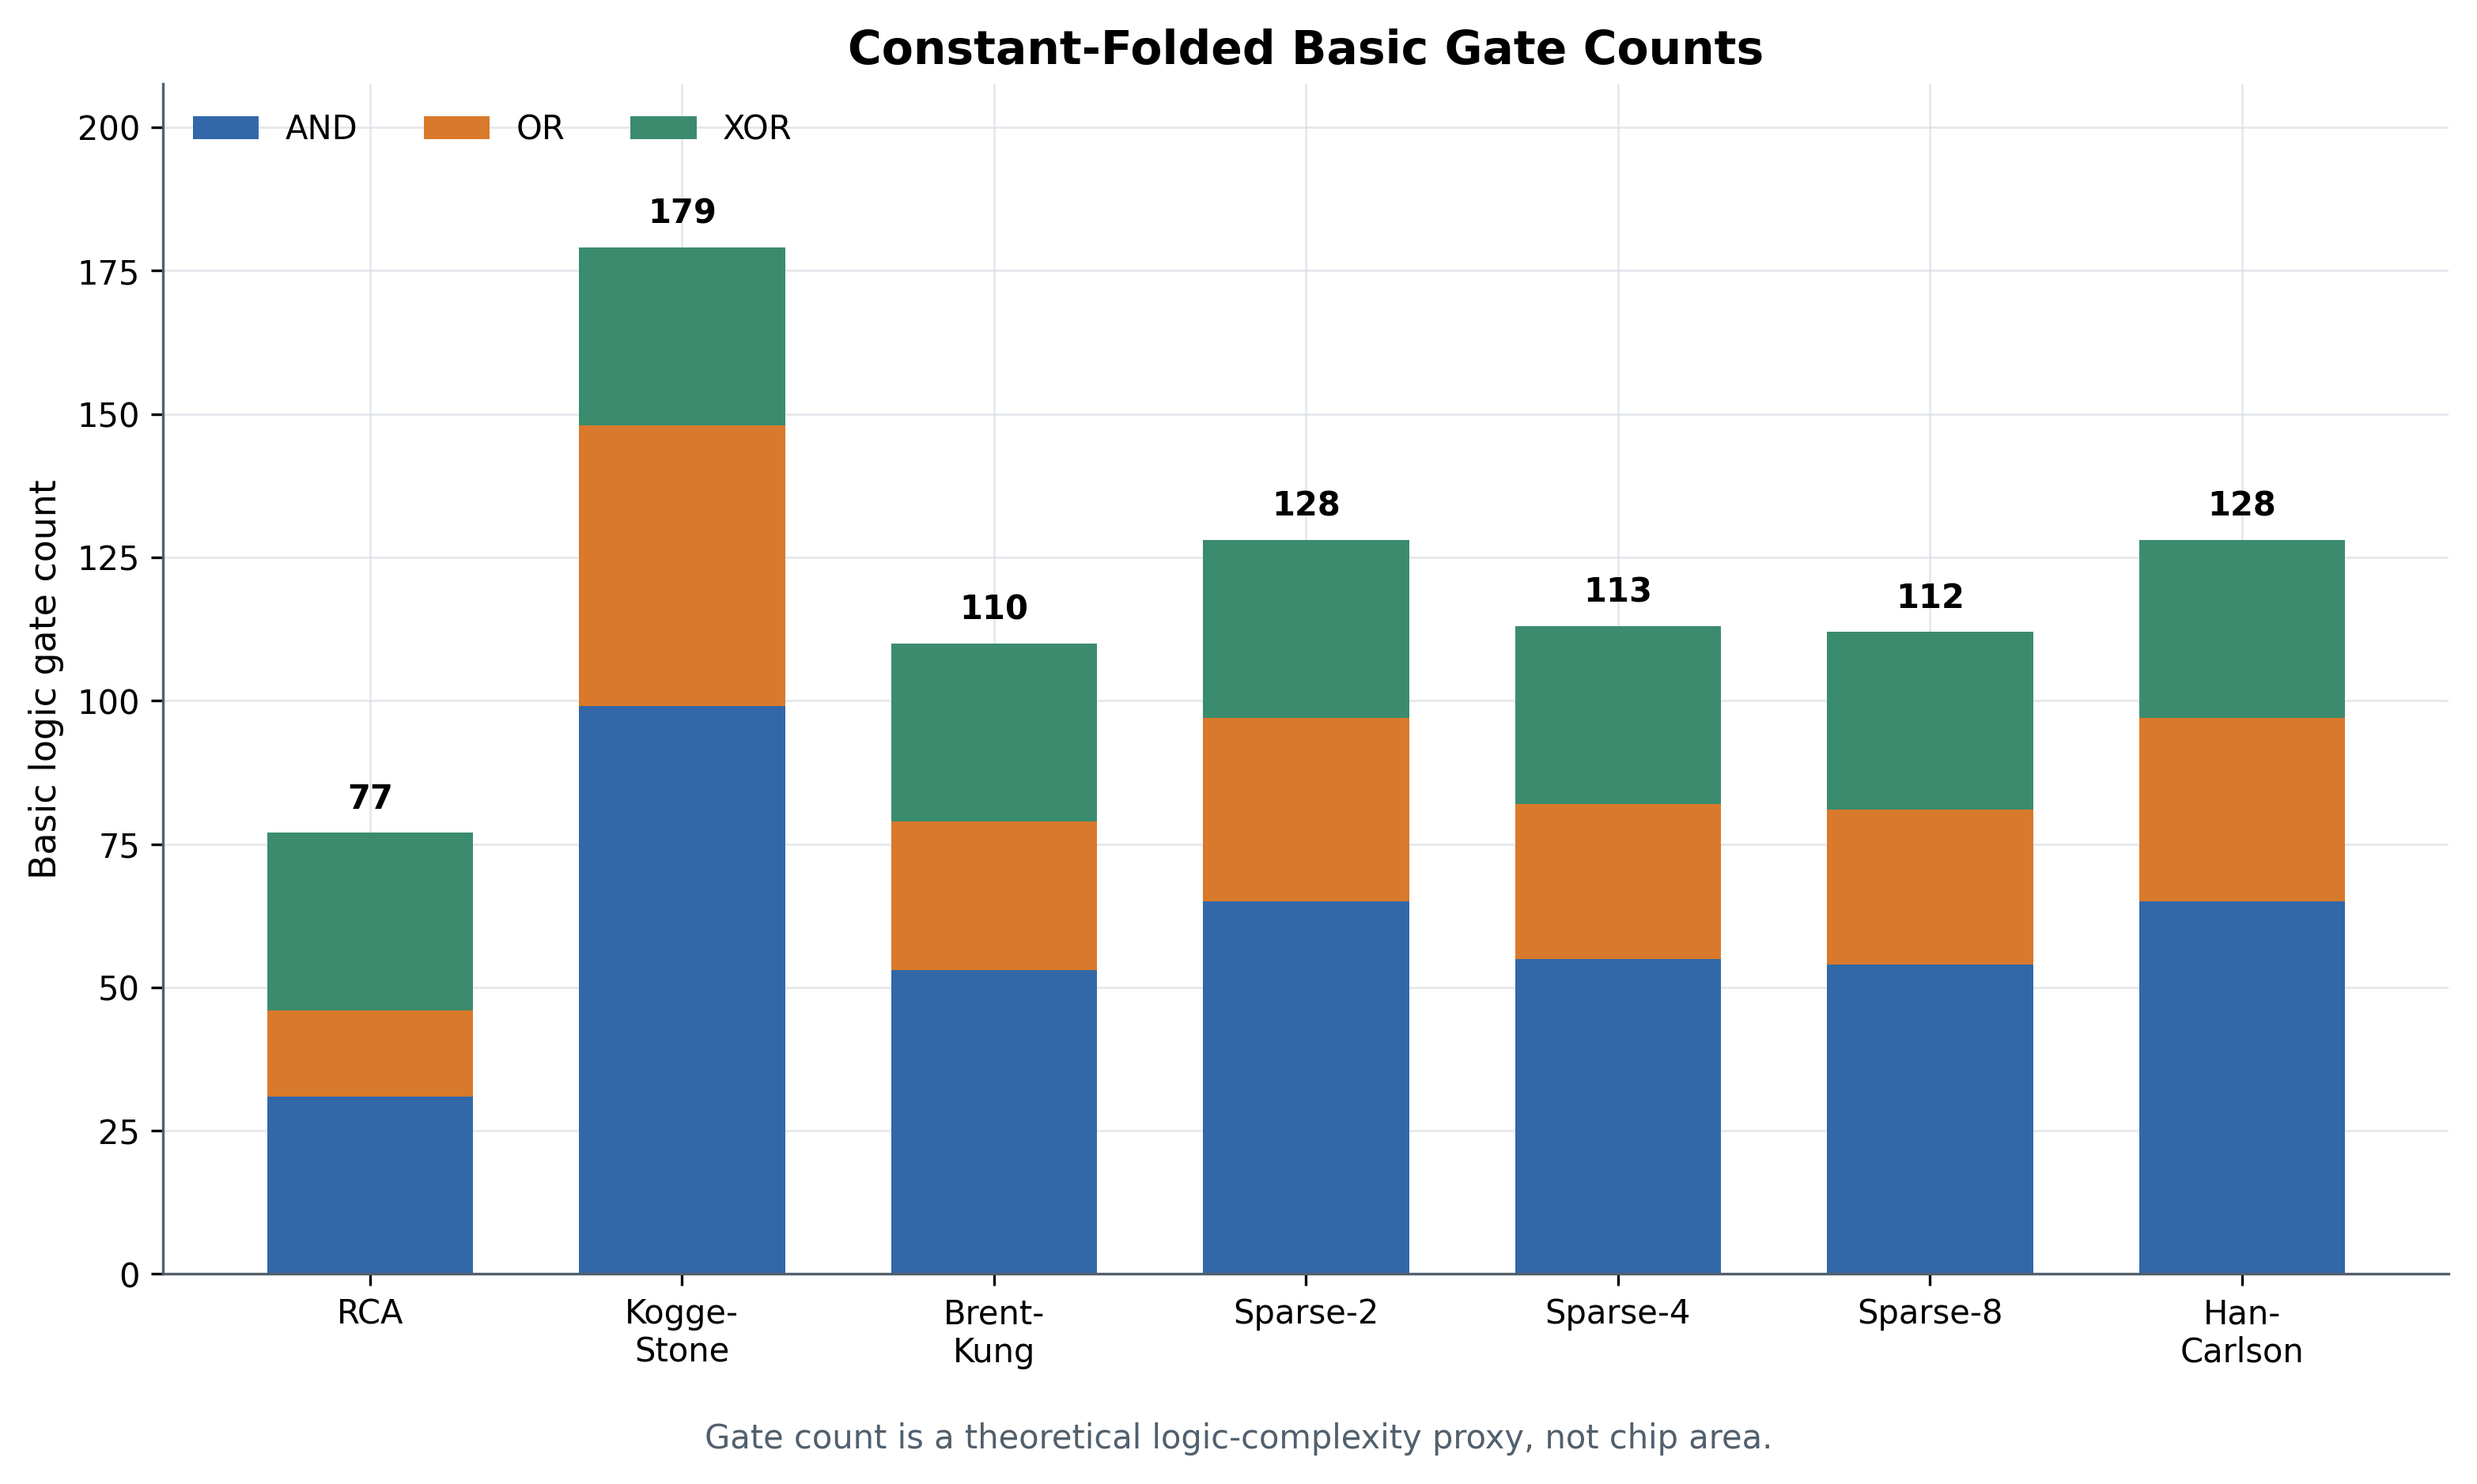 Constant-Folded Basic Gate Counts
AND OR XOR
Basic logic gate count
200
175
150
125
100
75
50
25
0
77
179
110
128
113
112
128
RCA
Kogge-
Stone
Brent-
Kung
Sparse-2
Sparse-4
Sparse-8
Han-
Carlson
Gate count is a theoretical logic-complexity proxy, not chip area.